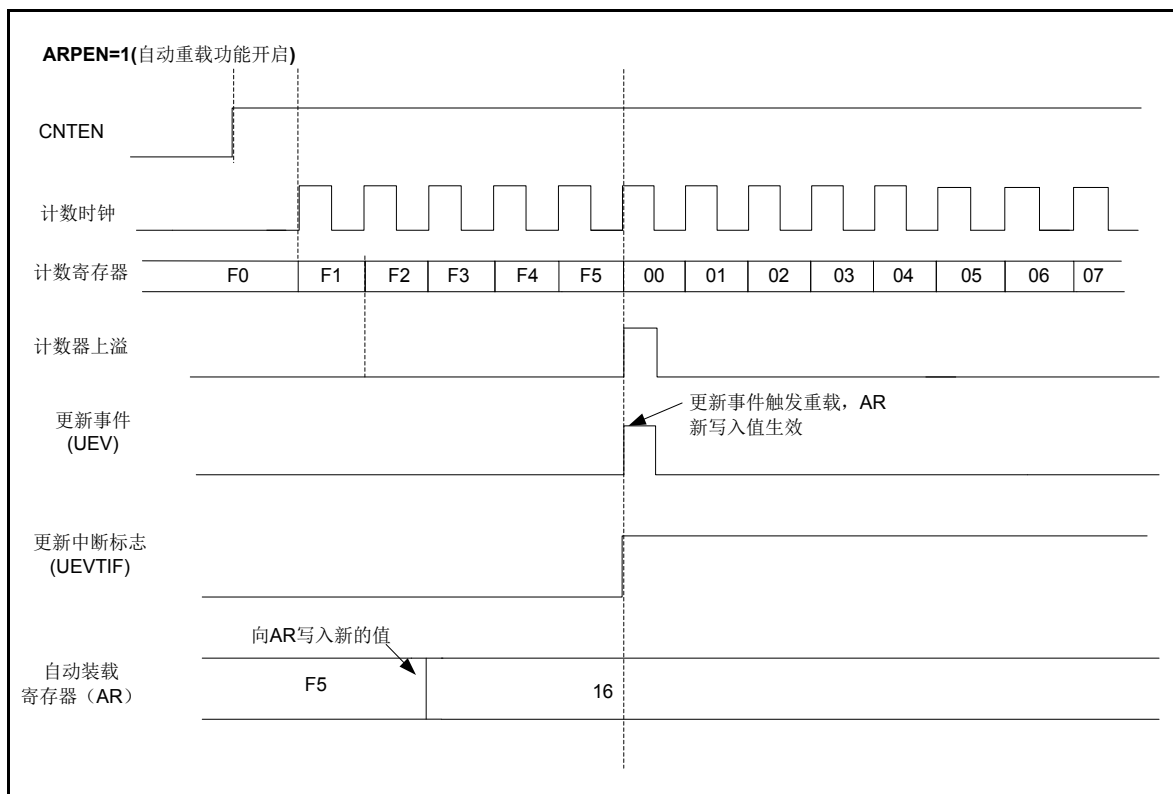 ARPEN=1(自动重载功能开启)
CNTEN
计数时钟
计数寄存器
F0 F1 F2 F3 F4 F5 00 01 02 03 04 05 06 07
计数器上溢
更新事件
(UEV)
更新事件触发重载，AR
新写入值生效
更新中断标志
(UEVTIF)
向AR写入新的值
自动装载
寄存器（AR）
F5 16